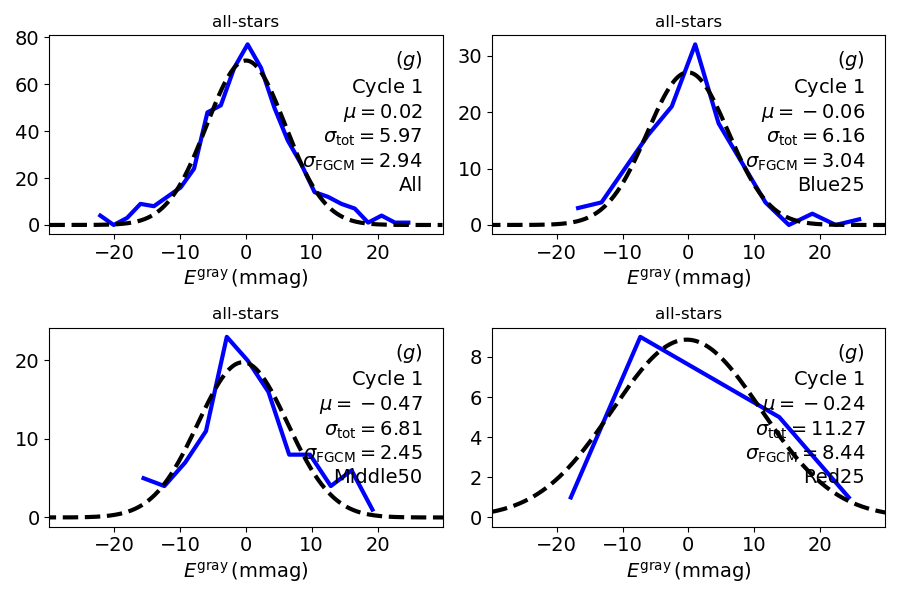 all-stars
80
60
40
20
0
(g)
Cycle 1
μ = 0.02
σtot = 5.97
σFGCM = 2.94
All
−20 −10 0 10 20
Egray (mmag)
all-stars
30
20
10
0
(g)
Cycle 1
μ = −0.06
σtot = 6.16
σFGCM = 3.04
Blue25
−20 −10 0 10 20
Egray (mmag)
all-stars
20
10
0
(g)
Cycle 1
μ = −0.47
σtot = 6.81
σFGCM = 2.45
Middle50
−20 −10 0 10 20
Egray (mmag)
all-stars
8
6
4
2
0
(g)
Cycle 1
μ = −0.24
σtot = 11.27
σFGCM = 8.44
Red25
−20 −10 0 10 20
Egray (mmag)